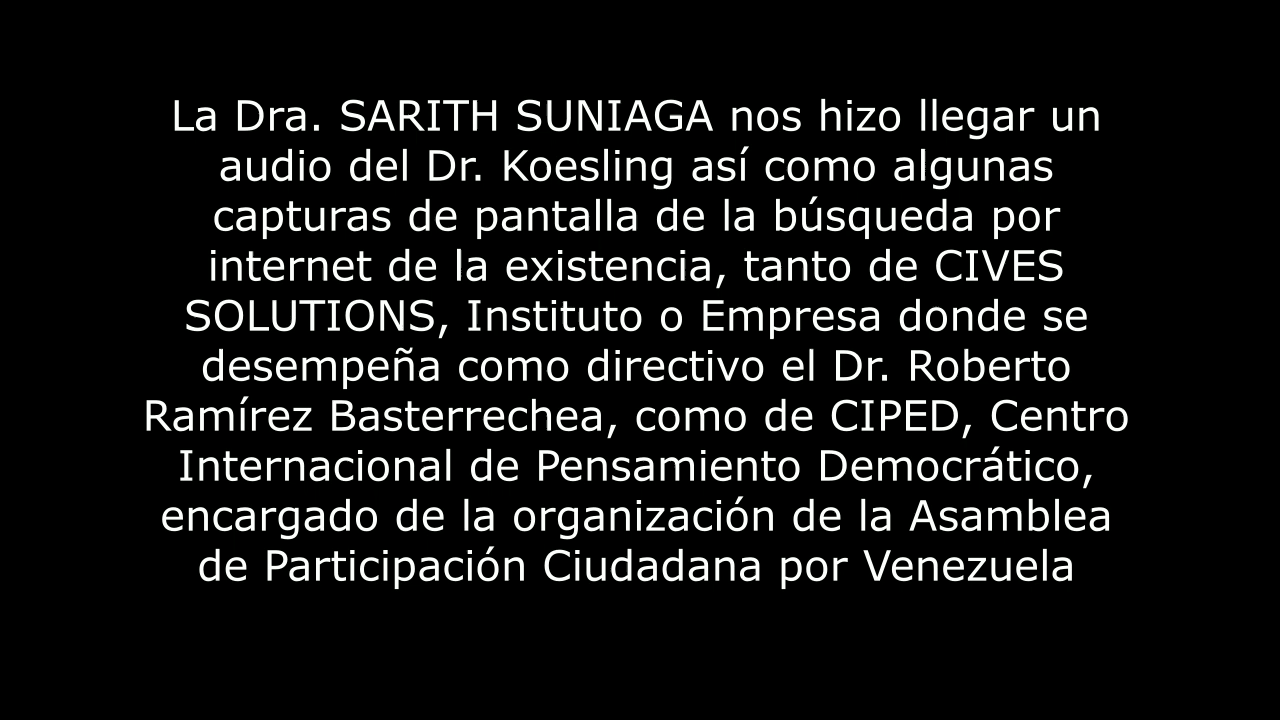 La Dra. SARITH SUNIAGA nos hizo llegar un
audio del Dr. Koesling así como algunas
capturas de pantalla de la búsqueda por
internet de la existencia, tanto de CIVES
SOLUTIONS, Instituto o Empresa donde se
desempeña como directivo el Dr. Roberto
Ramírez Basterrechea, como de CIPED, Centro
Internacional de Pensamiento Democrático,
encargado de la organización de la Asamblea
de Participación Ciudadana por Venezuela